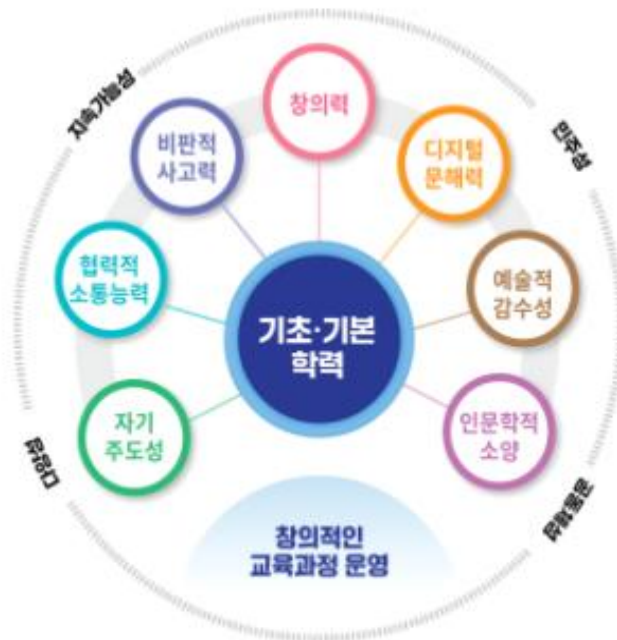 지속가능성
민주성
창의력
비판적
사고력
디지털
문해력
협력적
소통능력
예술적
감수성
기초·기본
학력
자기
주도성
인문학적
소양
창의적인
교육과정 운영